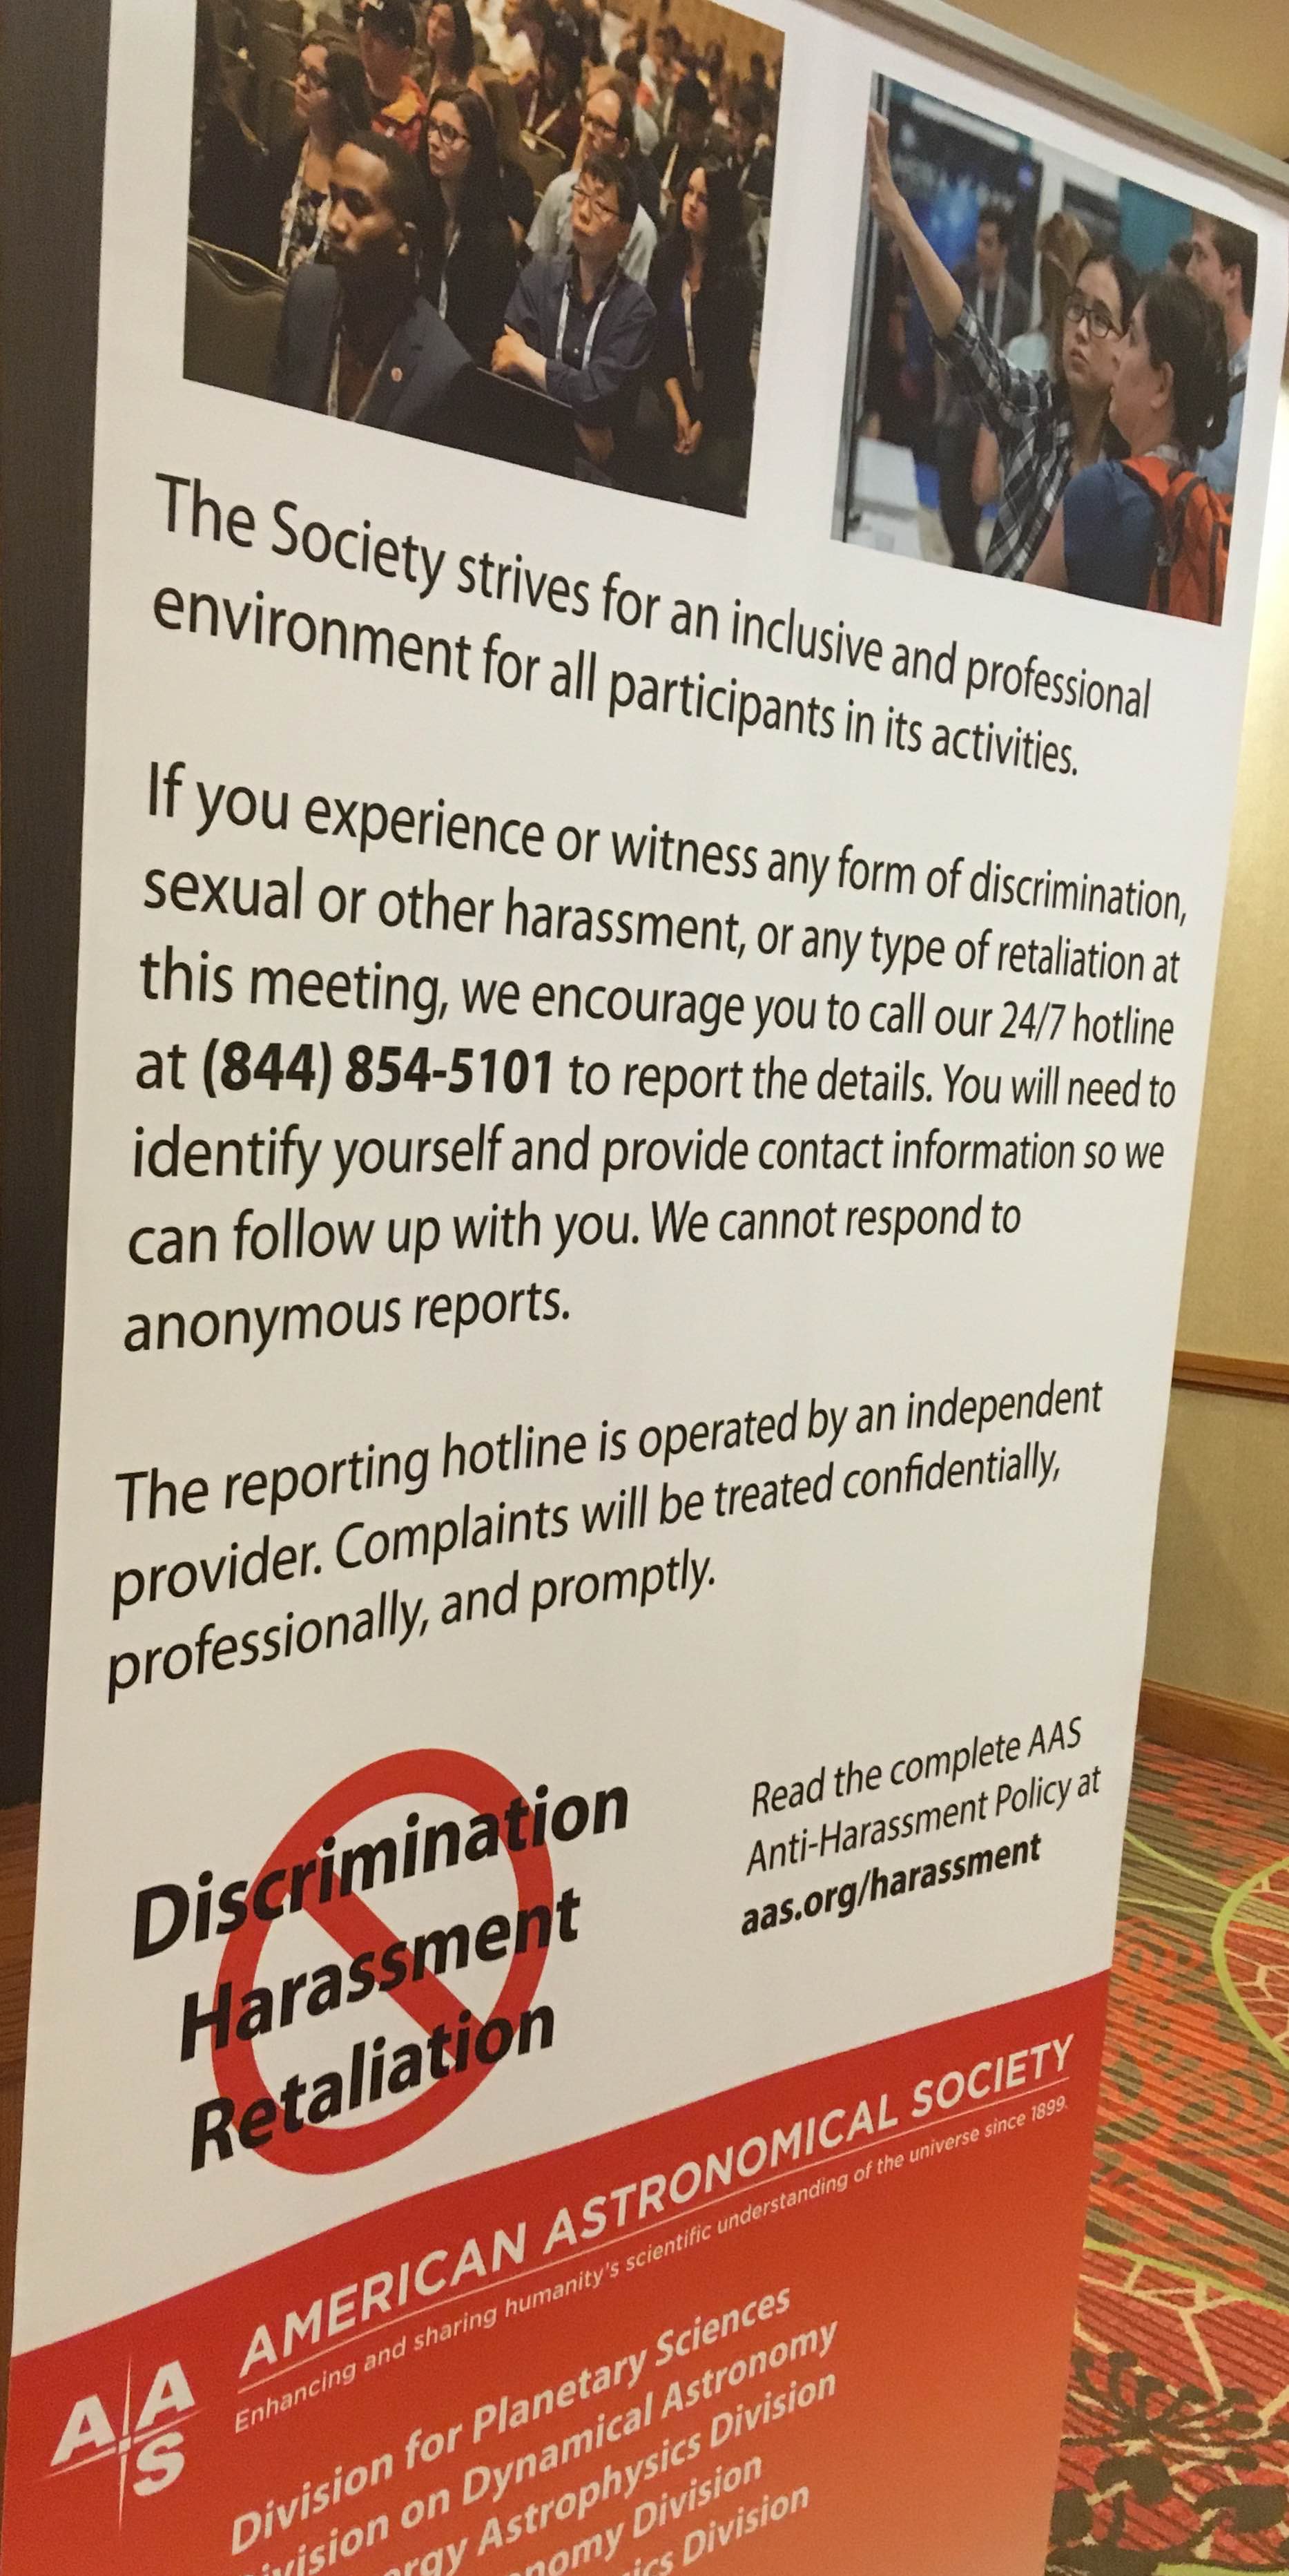 The Society strives for an inclusive and professional
environment for all participants in its activities.
If you experience or witness any form of discrimination,
sexual or other harassment, or any type of retaliation at
this meeting, we encourage you to call our 24/7 hotline
at (844) 854-5101 to report the details. You will need to
identify yourself and provide contact information so we
can follow up with you. We cannot respond to
anonymous reports.
The reporting hotline is operated by an independent
provider. Complaints will be treated confidentially,
professionally, and promptly.
Discrimination
Harassment
Retaliation
Read the complete AAS
Anti-Harassment Policy at
aas.org/harassment
AAS
AMERICAN ASTRONOMICAL SOCIETY
Enhancing and sharing humanity's scientific understanding of the universe since 1899.
Division for Planetary Sciences
on Dynamical Astronomy
Astrophysics Division
Division
Division